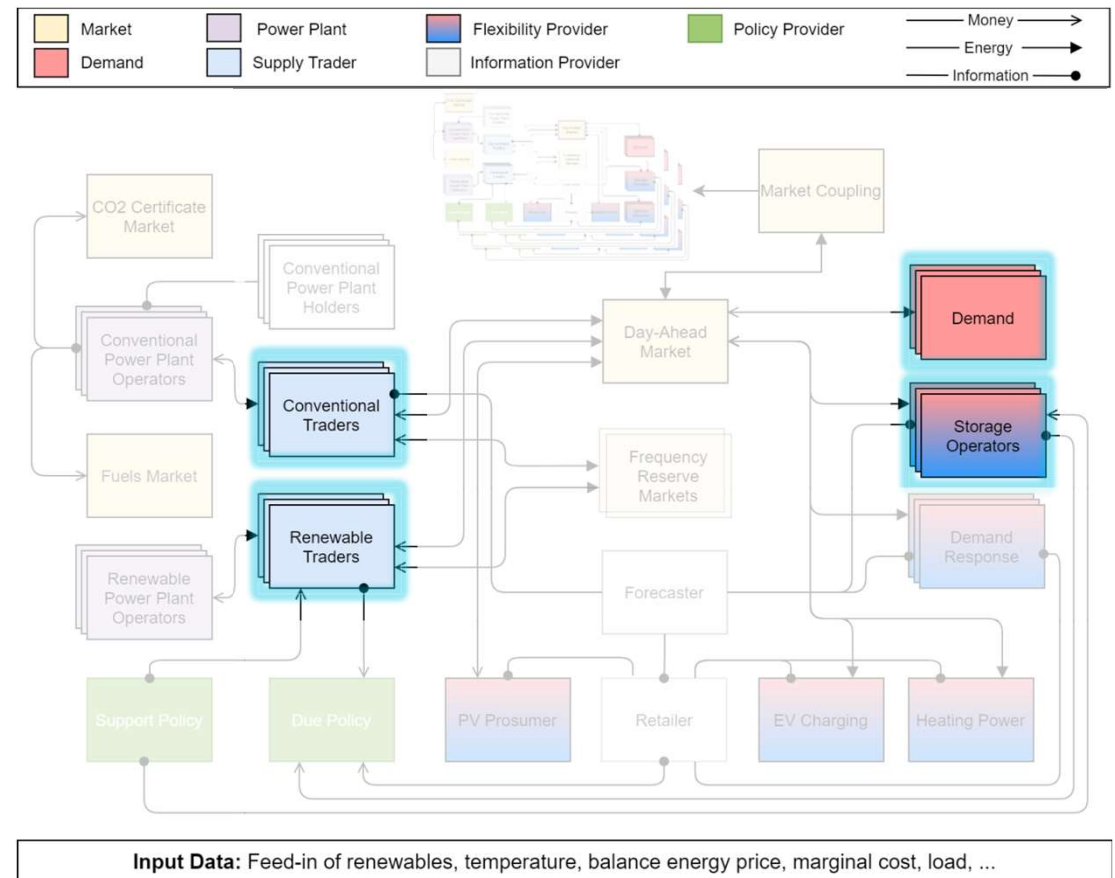 Market
Power Plant
Flexibility Provider
Policy Provider
Money
Energy
Demand
Supply Trader
Information Provider
Information
CO2 Certificate
Market
Conventional
Power Plant
Holders
Conventional
Power Plant
Operators
Fuels Market
Renewable
Power Plant
Operators
Conventional
Traders
Renewable
Traders
Market Coupling
Day-Ahead
Market
Frequency
Reserve
Markets
Forecaster
Demand
Storage
Operators
Demand
Response
Support Policy
Due Policy
PV Prosumer
Retailer
EV Charging
Heating Power
Input Data: Feed-in of renewables, temperature, balance energy price, marginal cost, load, ...